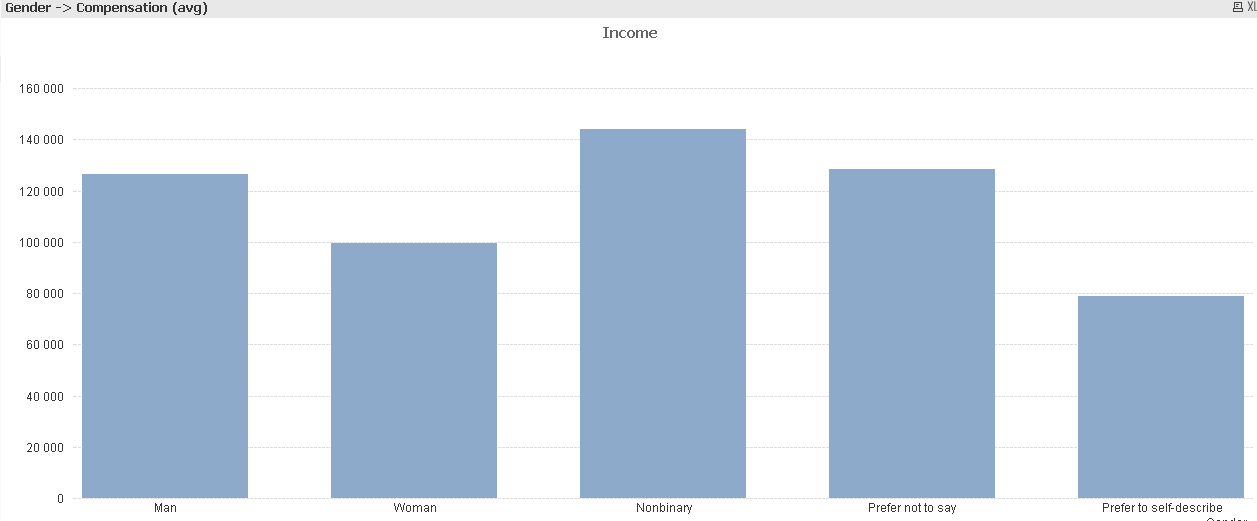 Gender -> Compensation (avg)
XL
Income
160 000
140 000
120 000
100 000
80 000
60 000
40 000
20 000
0
Man Woman Nonbinary Prefer not to say Prefer to self-describe
Gender